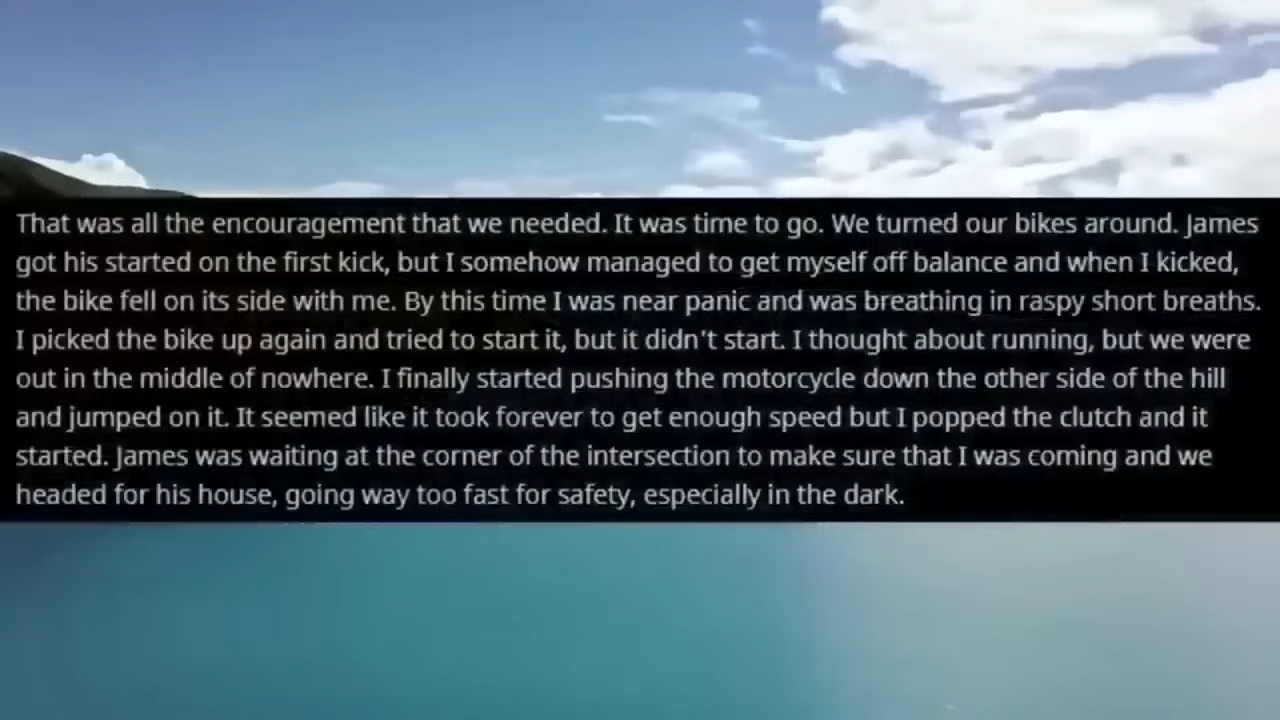 That was all the encouragement that we needed. It was time to go. We turned our bikes around. James
got his started on the first kick, but I somehow managed to get myself off balance and when I kicked,
the bike fell on its side with me. By this time I was near panic and was breathing in raspy short breaths.
I picked the bike up again and tried to start it, but it didn't start. I thought about running, but we were
out in the middle of nowhere. I finally started pushing the motorcycle down the other side of the hill
and jumped on it. It seemed like it took forever to get enough speed but I popped the clutch and it
started. James was waiting at the corner of the intersection to make sure that I was coming and we
headed for his house, going way too fast for safety, especially in the dark.